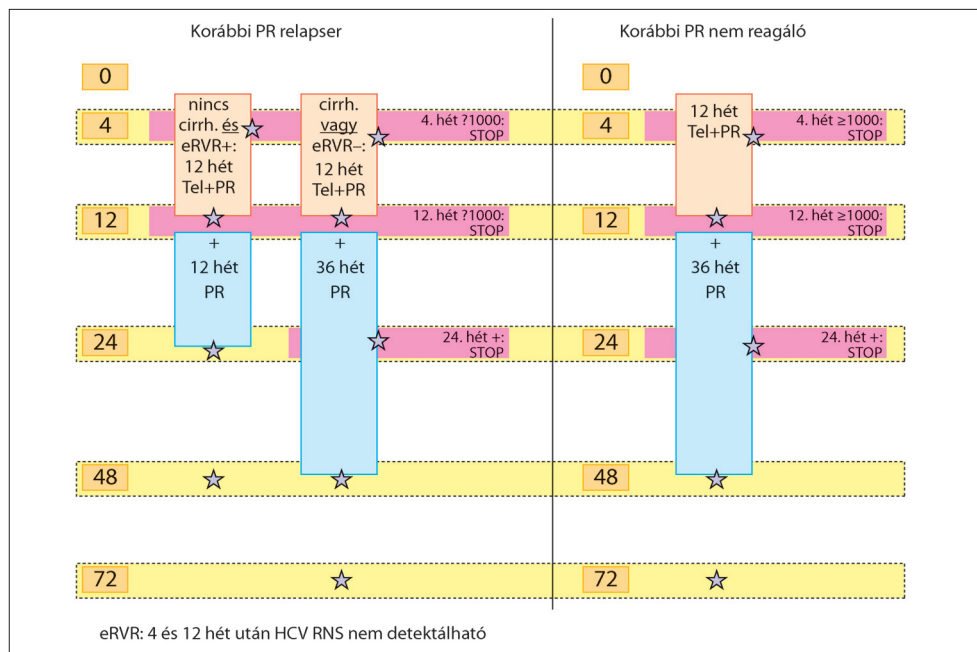 Korábbi PR relapser
0
4
nincs
cirrh. és
eRVR+:
12 hét
Tel+PR
cirrh.
vagy
eRVR–:
12 hét
Tel+PR
4. hét ?1000:
STOP
12
12. hét ?1000:
STOP
+
12 hét
PR
+
36 hét
PR
24
24. hét +:
STOP
48
72
Korábbi PR nem reagáló
0
4
12 hét
Tel+PR
4. hét ≥1000:
STOP
12
12. hét ≥1000:
STOP
+
36 hét
PR
24
24. hét +:
STOP
48
72
eRVR: 4 és 12 hét után HCV RNS nem detektálható